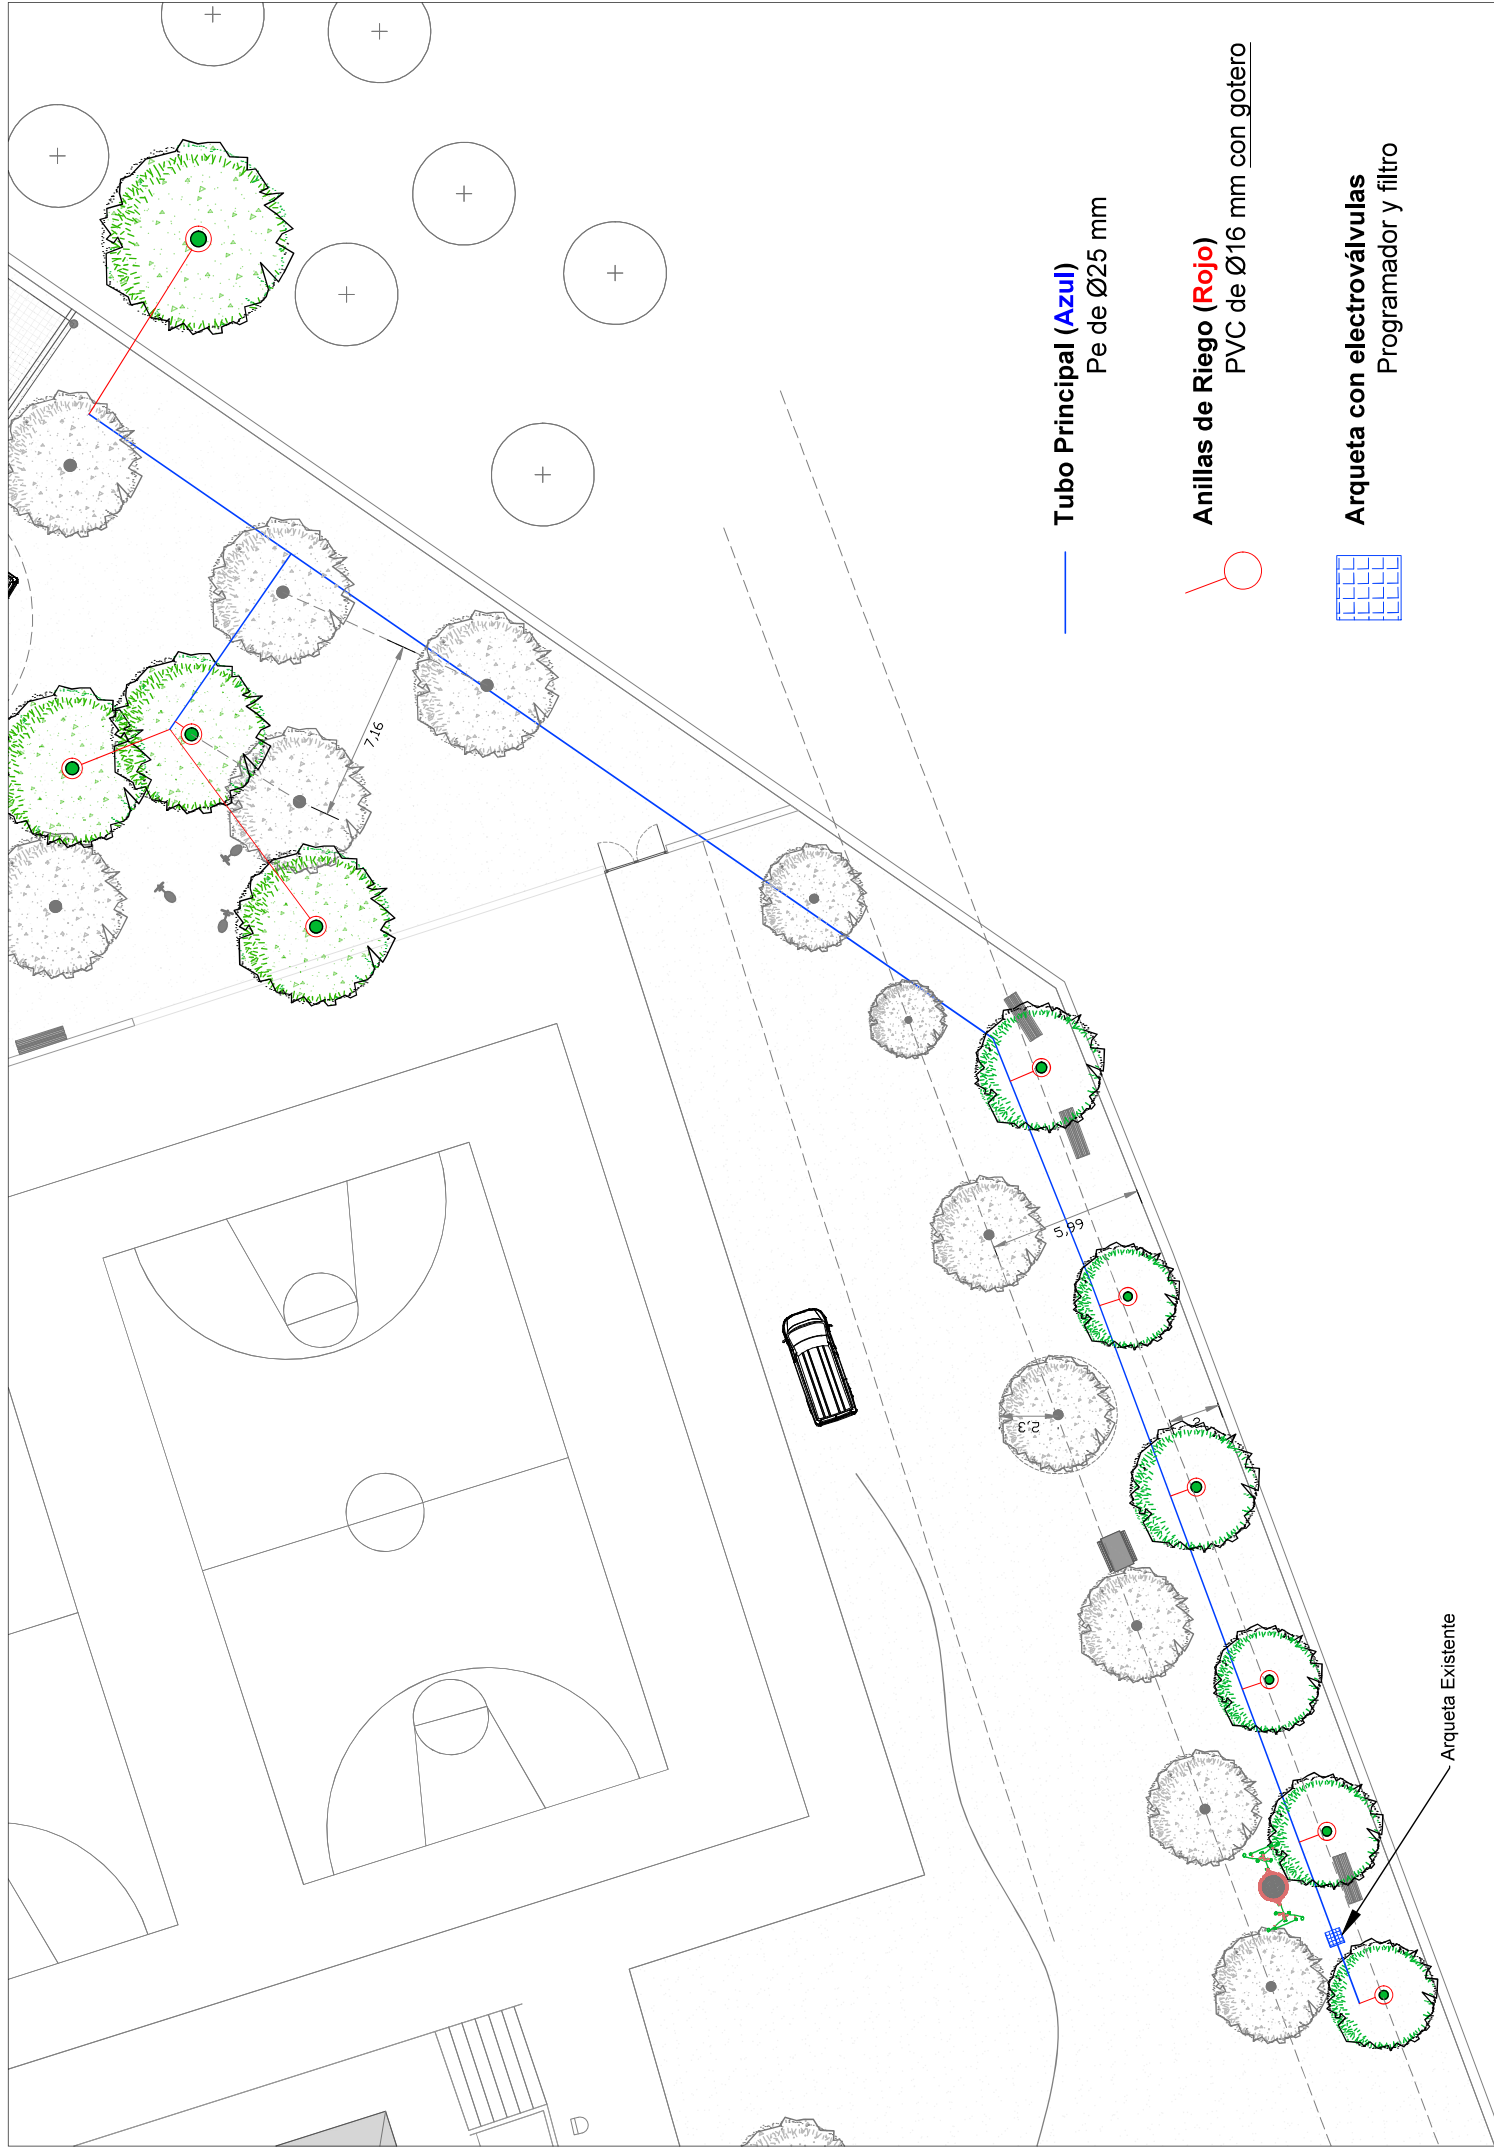 Tubo Principal (Azul)
Pe de Ø25 mm
Anillas de Riego (Rojo)
PVC de Ø16 mm con gotero
Arqueta con electroválvulas
Programador y filtro
7,16
5,99
2,3
2
Arqueta Existente